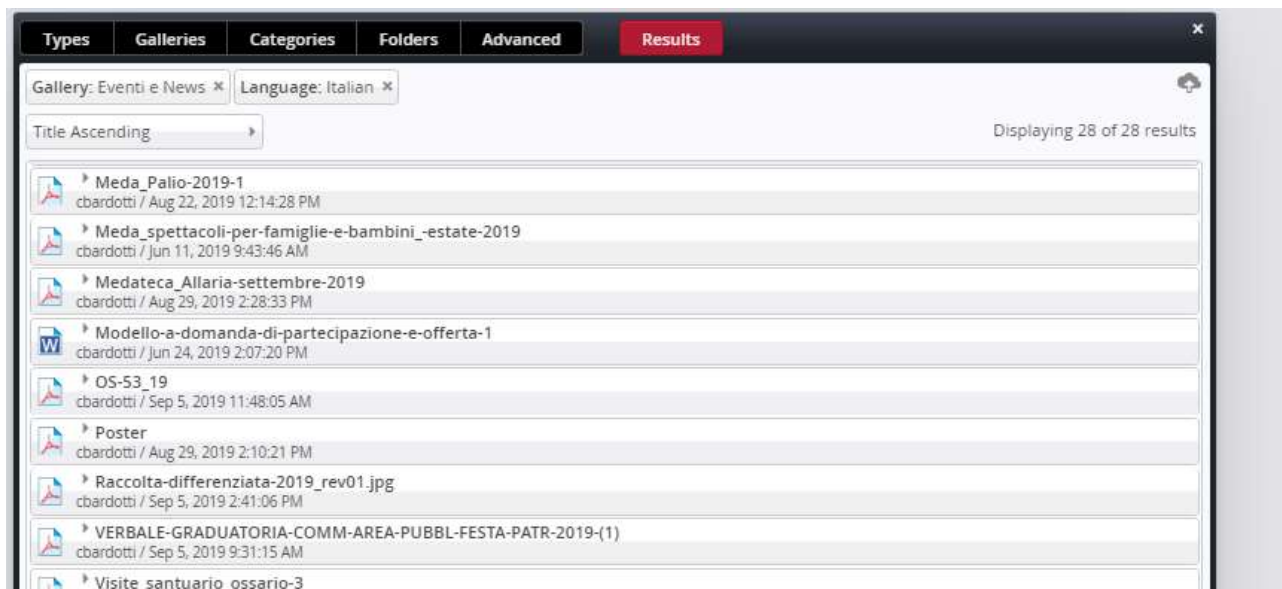 Types Galleries Categories Folders Advanced Results
Gallery: Eventi e News Language: Italian
Title Ascending Displaying 28 of 28 results
Meda_Palio-2019-1
cbardotti / Aug 22, 2019 12:14:28 PM
Meda_spettacoli-per-famiglie-e-bambini_-estate-2019
cbardotti / Jun 11, 2019 9:43:46 AM
Medateca_Allaria-settembre-2019
cbardotti / Aug 29, 2019 2:28:33 PM
Modello-a-domanda-di-partecipazione-e-offerta-1
cbardotti / Jun 24, 2019 2:07:20 PM
OS-53_19
cbardotti / Sep 5, 2019 11:48:05 AM
Poster
cbardotti / Aug 29, 2019 2:10:21 PM
Raccolta-differenziata-2019_rev01.jpg
cbardotti / Sep 5, 2019 2:41:06 PM
VERBALE-GRADUATORIA-COMM-AREA-PUBBL-FESTA-PATR-2019-(1)
cbardotti / Sep 5, 2019 9:31:15 AM
Visite_santuario_ossario-3